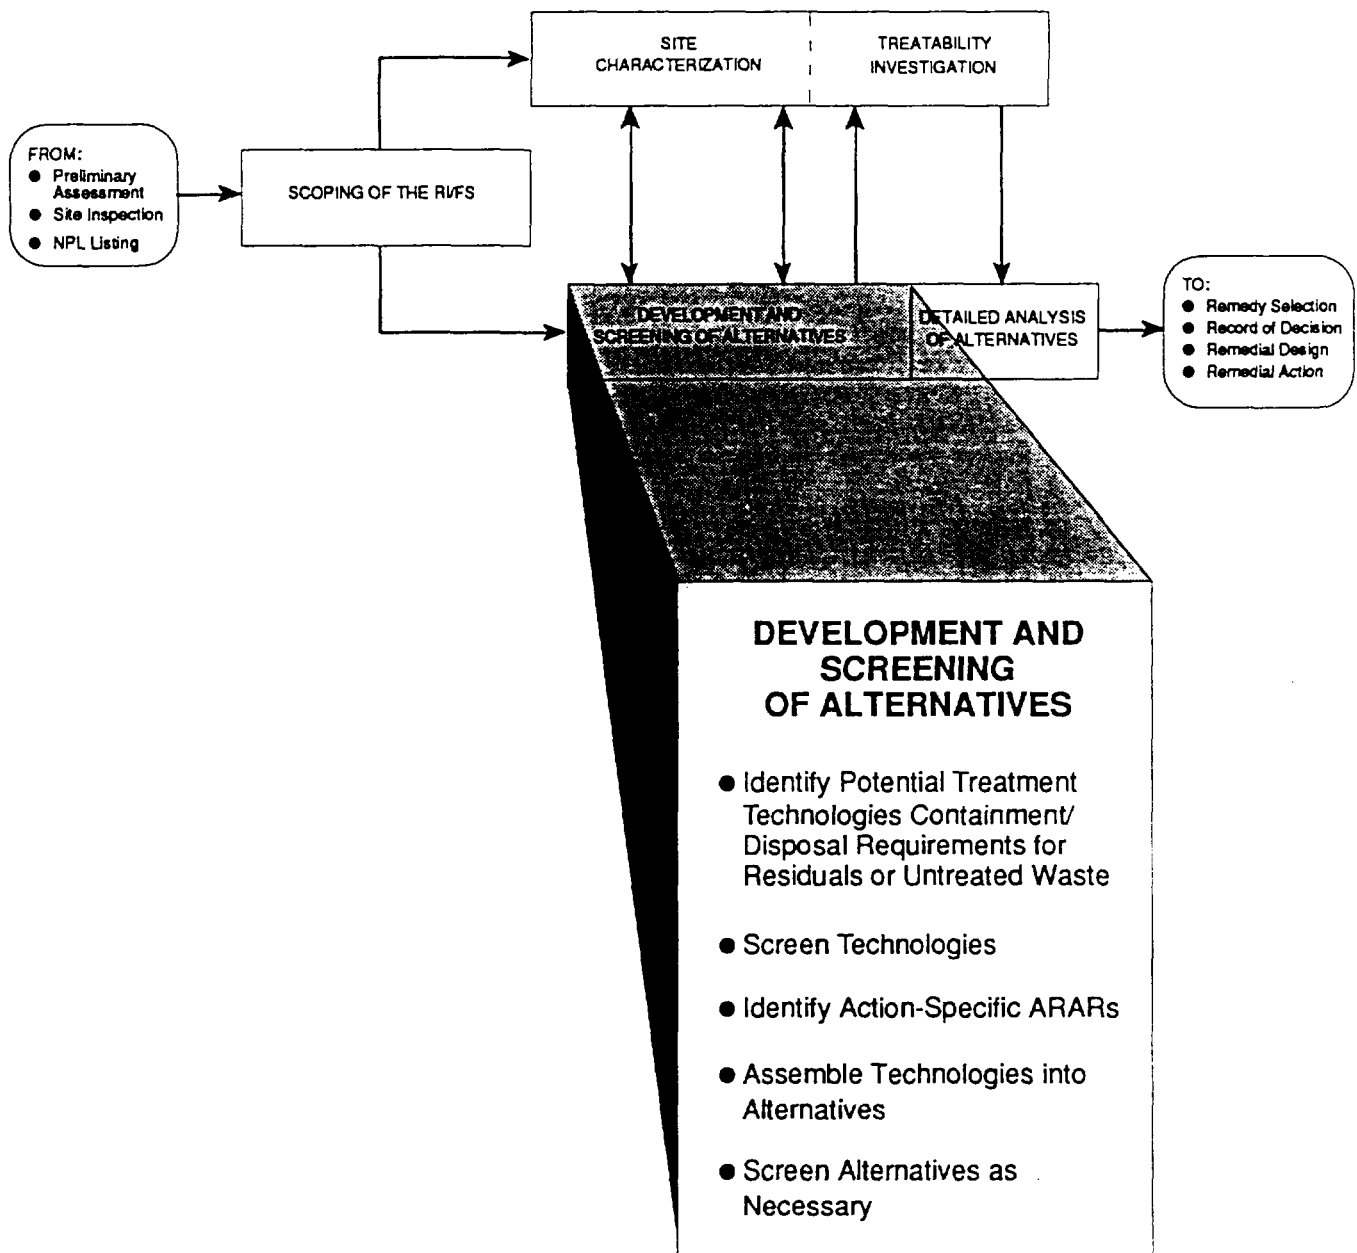 SITE
CHARACTERIZATION
TREATABILITY
INVESTIGATION
FROM:
● Preliminary
Assessment
● Site Inspection
● NPL Listing
SCOPING OF THE RI/FS
DEVELOPMENT AND
SCREENING OF ALTERNATIVES
DETAILED ANALYSIS
OF ALTERNATIVES
TO:
● Remedy Selection
● Record of Decision
● Remedial Design
● Remedial Action
DEVELOPMENT AND
SCREENING
OF ALTERNATIVES
● Identify Potential Treatment
Technologies Containment/
Disposal Requirements for
Residuals or Untreated Waste
● Screen Technologies
● Identify Action-Specific ARARs
● Assemble Technologies into
Alternatives
● Screen Alternatives as
Necessary